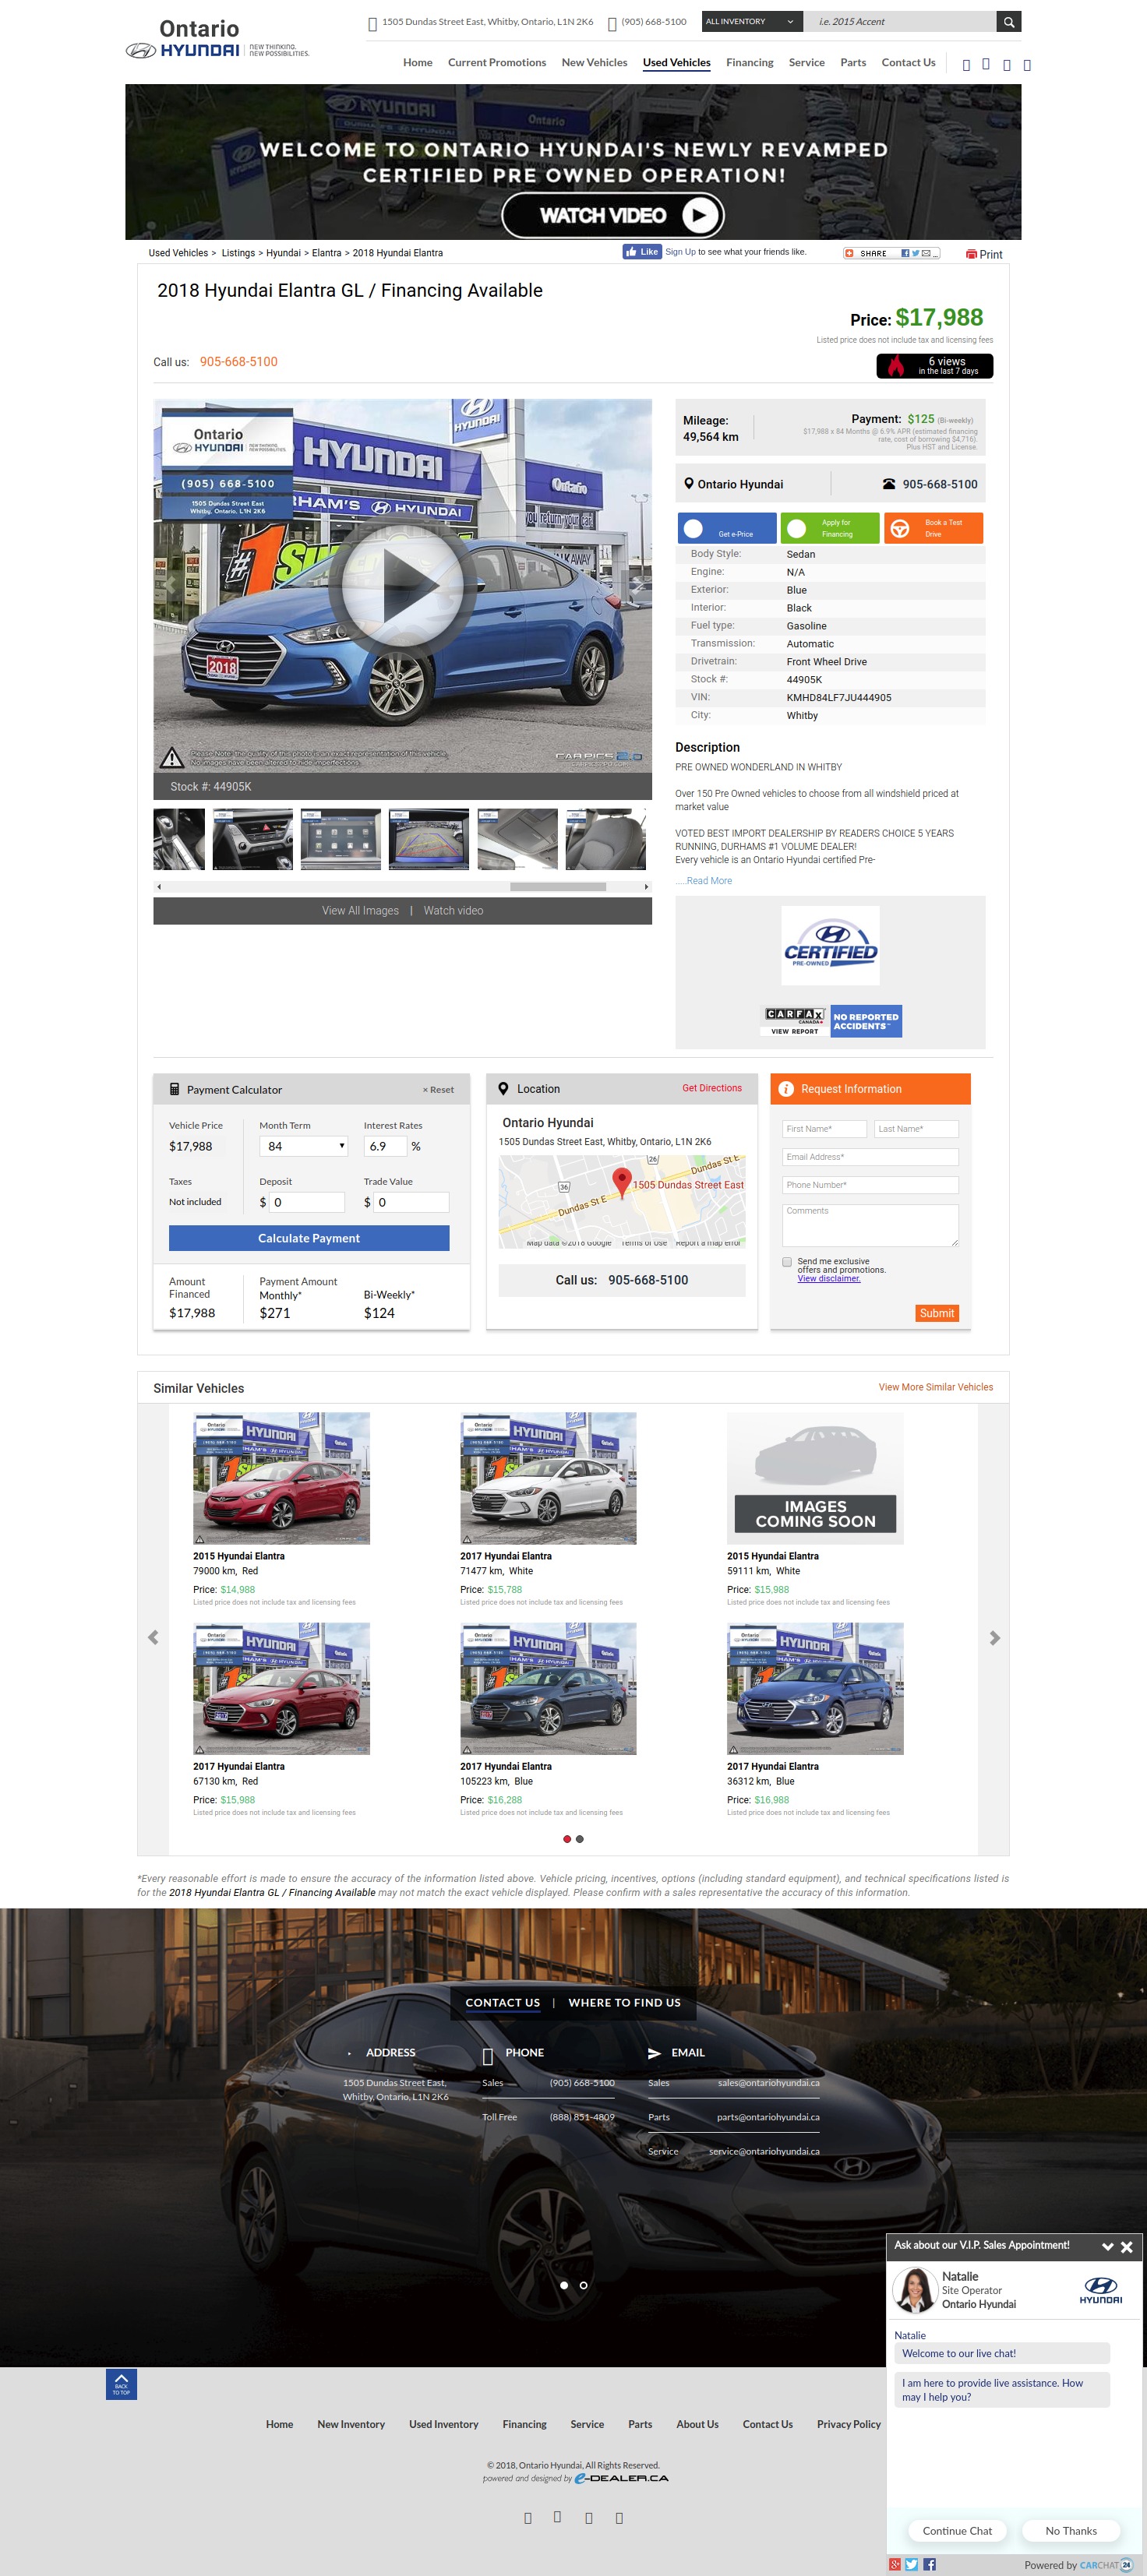 Ontario
HYUNDAI
NEW THINKING.
NEW POSSIBILITIES.
1505 Dundas Street East, Whitby, Ontario, L1N 2K6
(905) 668-5100
ALL INVENTORY
i.e. 2015 Accent
Home Current Promotions New Vehicles Used Vehicles Financing Service Parts Contact Us
WELCOME TO ONTARIO HYUNDAI'S NEWLY REVAMPED
CERTIFIED PRE OWNED OPERATION!
WATCH VIDEO
Used Vehicles > Listings > Hyundai > Elantra > 2018 Hyundai Elantra
Like Sign Up to see what your friends like.
SHARE
Print
2018 Hyundai Elantra GL / Financing Available
Price: $17,988
Listed price does not include tax and licensing fees
Call us: 905-668-5100
6 views
in the last 7 days
Ontario
HYUNDAI
NEW THINKING.
NEW POSSIBILITIES.
(905) 668-5100
1505 Dundas Street East
Whitby, Ontario, L1N 2K6
HYUNDAI
HYUNDAI
Ontario
HAM'S HYUNDAI
#1
2018
Please Note: the quality of this photo is an exact representation of this vehicle.
No images have been altered to hide imperfections.
Stock #: 44905K
View All Images | Watch video
Mileage:
49,564 km
Payment: $125 (Bi-weekly)
$17,988 x 84 Months @ 6.9% APR (estimated financing
rate, cost of borrowing $4,716).
Plus HST and License.
Ontario Hyundai
905-668-5100
Get e-Price
Apply for
Financing
Book a Test
Drive
Body Style: Sedan
Engine: N/A
Exterior: Blue
Interior: Black
Fuel type: Gasoline
Transmission: Automatic
Drivetrain: Front Wheel Drive
Stock #: 44905K
VIN: KMHD84LF7JU444905
City: Whitby
Description
PRE OWNED WONDERLAND IN WHITBY
Over 150 Pre Owned vehicles to choose from all windshield priced at
market value
VOTED BEST IMPORT DEALERSHIP BY READERS CHOICE 5 YEARS
RUNNING, DURHAMS #1 VOLUME DEALER!
Every vehicle is an Ontario Hyundai certified Pre-
.....Read More
CERTIFIED
PRE-OWNED
CARFAX
CANADA
VIEW REPORT
NO REPORTED
ACCIDENTS
Payment Calculator
× Reset
Vehicle Price Month Term Interest Rates
$17,988 84 6.9 %
Taxes Deposit Trade Value
Not included $ 0 $ 0
Calculate Payment
Amount
Financed
$17,988
Payment Amount
Monthly*
$271
Bi-Weekly*
$124
Location
Get Directions
Ontario Hyundai
1505 Dundas Street East, Whitby, Ontario, L1N 2K6
26
36
Dundas St E
Dundas St E
1505 Dundas Street East
Map data ©2018 Google Terms of Use Report a map error
Call us: 905-668-5100
Request Information
First Name* Last Name*
Email Address*
Phone Number*
Comments
Send me exclusive
offers and promotions.
View disclaimer.
Submit
Similar Vehicles
View More Similar Vehicles
IMAGES
COMING SOON
2015 Hyundai Elantra
79000 km, Red
Price: $14,988
Listed price does not include tax and licensing fees
2017 Hyundai Elantra
71477 km, White
Price: $15,788
Listed price does not include tax and licensing fees
2015 Hyundai Elantra
59111 km, White
Price: $15,988
Listed price does not include tax and licensing fees
2017 Hyundai Elantra
67130 km, Red
Price: $15,988
Listed price does not include tax and licensing fees
2017 Hyundai Elantra
105223 km, Blue
Price: $16,288
Listed price does not include tax and licensing fees
2017 Hyundai Elantra
36312 km, Blue
Price: $16,988
Listed price does not include tax and licensing fees
*Every reasonable effort is made to ensure the accuracy of the information listed above. Vehicle pricing, incentives, options (including standard equipment), and technical specifications listed is
for the 2018 Hyundai Elantra GL / Financing Available may not match the exact vehicle displayed. Please confirm with a sales representative the accuracy of this information.
CONTACT US | WHERE TO FIND US
ADDRESS
1505 Dundas Street East,
Whitby, Ontario, L1N 2K6
PHONE
Sales (905) 668-5100
Toll Free (888) 851-4809
EMAIL
Sales sales@ontariohyundai.ca
Parts parts@ontariohyundai.ca
Service service@ontariohyundai.ca
Ask about our V.I.P. Sales Appointment!
Natalie
Site Operator
Ontario Hyundai
HYUNDAI
Natalie
Welcome to our live chat!
I am here to provide live assistance. How
may I help you?
Continue Chat No Thanks
Powered by CARCHAT 24
BACK
TO TOP
Home New Inventory Used Inventory Financing Service Parts About Us Contact Us Privacy Policy
© 2018, Ontario Hyundai, All Rights Reserved.
powered and designed by e-DEALER.CA